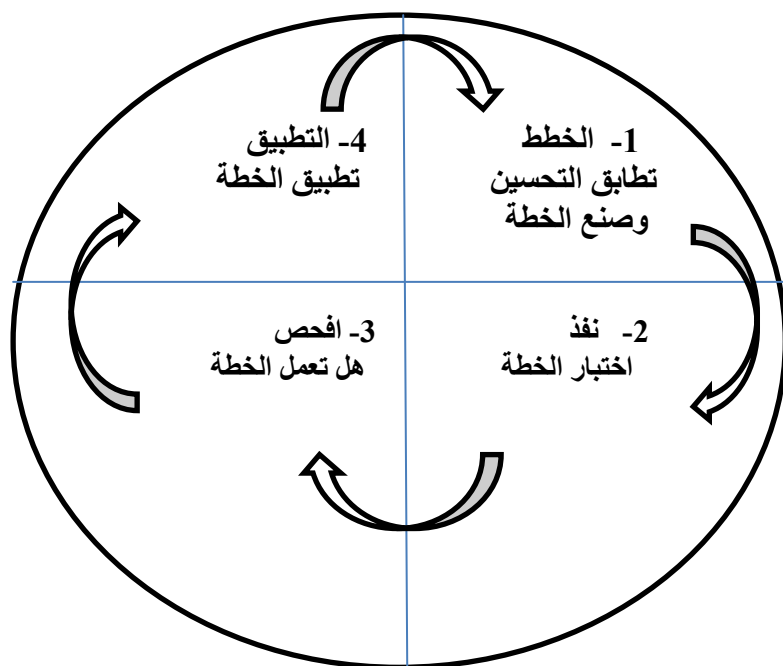 1- الخطط
تطابق التحسين
وصنع الخطة
2- نفذ
اختبار الخطة
3- افحص
هل تعمل الخطة
4- التطبيق
تطبيق الخطة